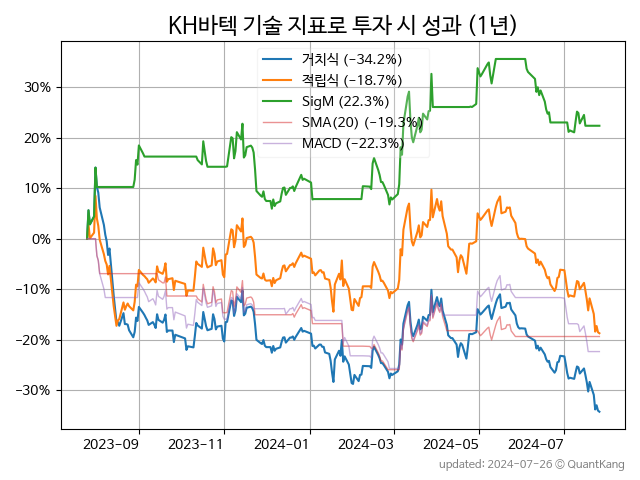 KH바텍 기술 지표로 투자 시 성과 (1년)
거치식 (−34.2%)
적립식 (−18.7%)
SigM (22.3%)
SMA(20) (−19.3%)
MACD (−22.3%)
30%
20%
10%
0%
−10%
−20%
−30%
2023-09
2023-11
2024-01
2024-03
2024-05
2024-07
updated: 2024-07-26 © QuantKang